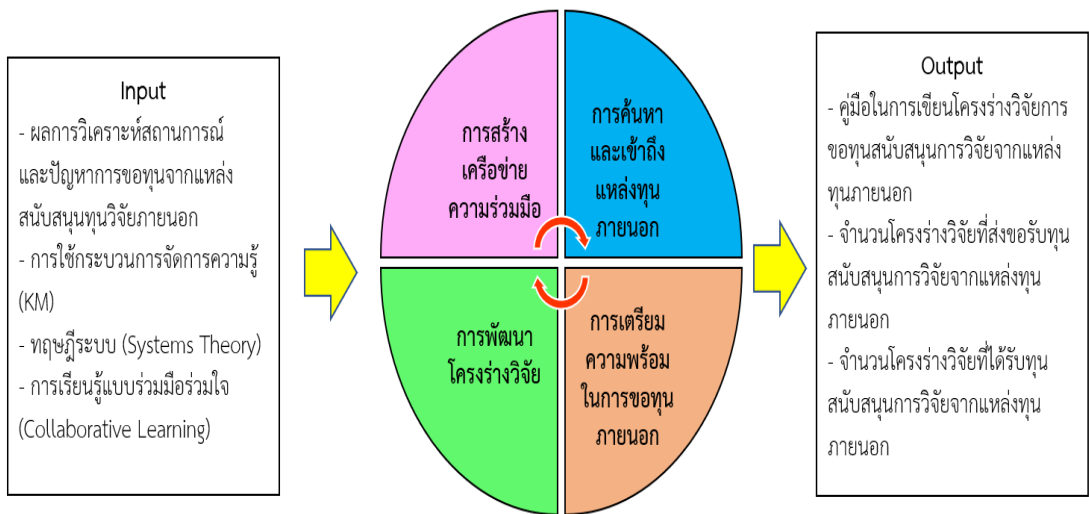 Input
- ผลการวิเคราะห์สถานการณ์
และปัญหาการขอทุนจากแหล่ง
สนับสนุนทุนวิจัยภายนอก
- การใช้กระบวนการจัดการความรู้
(KM)
- ทฤษฎีระบบ (Systems Theory)
- การเรียนรู้แบบร่วมมือร่วมใจ
(Collaborative Learning)
การสร้าง
เครือข่าย
ความร่วมมือ
การค้นหา
และเข้าถึง
แหล่งทุน
ภายนอก
การพัฒนา
โครงร่างวิจัย
การเตรียม
ความพร้อม
ในการขอทุน
ภายนอก
Output
- คู่มือในการเขียนโครงร่างวิจัยการ
ขอทุนสนับสนุนการวิจัยจากแหล่ง
ทุนภายนอก
- จำนวนโครงร่างวิจัยที่ส่งขอรับทุน
สนับสนุนการวิจัยจากแหล่งทุน
ภายนอก
- จำนวนโครงร่างวิจัยที่ได้รับทุน
สนับสนุนการวิจัยจากแหล่งทุน
ภายนอก